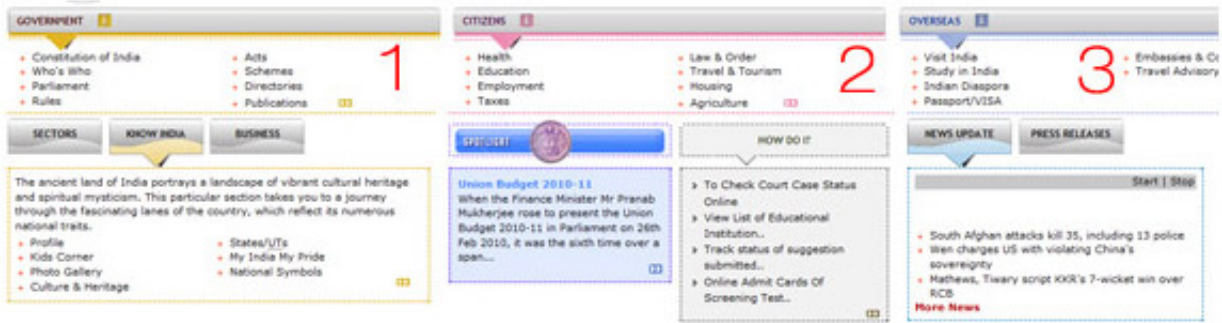 GOVERNMENT
Constitution of India
Who's Who
Parliament
Rules
Acts
Schemes
Directories
Publications
1
CITIZENS
Health
Education
Employment
Taxes
Law & Order
Travel & Tourism
Housing
Agriculture
2
OVERSEAS
Visit India
Study in India
Indian Diaspora
Passport/VISA
3
Embassies & Co
Travel Advisory
SECTORS
KNOW INDIA
BUSINESS
The ancient land of India portrays a landscape of vibrant cultural heritage
and spiritual mysticism. This particular section takes you to a journey
through the fascinating lanes of the country, which reflect its numerous
national traits.
Profile
Kids Corner
Photo Gallery
Culture & Heritage
States/UTs
My India My Pride
National Symbols
SPOTLIGHT
Union Budget 2010-11
When the Finance Minister Mr Pranab
Mukherjee rose to present the Union
Budget 2010-11 in Parliament on 26th
Feb 2010, it was the sixth time over a
span...
HOW DO I?
To Check Court Case Status
Online
View List of Educational
Institution..
Track status of suggestion
submitted..
Online Admit Cards Of
Screening Test..
NEWS UPDATE
PRESS RELEASES
Start | Stop
South Afghan attacks kill 35, including 13 police
Wen charges US with violating China's
sovereignty
Mathews, Tiwary script KKR's 7-wicket win over
RCB
More News